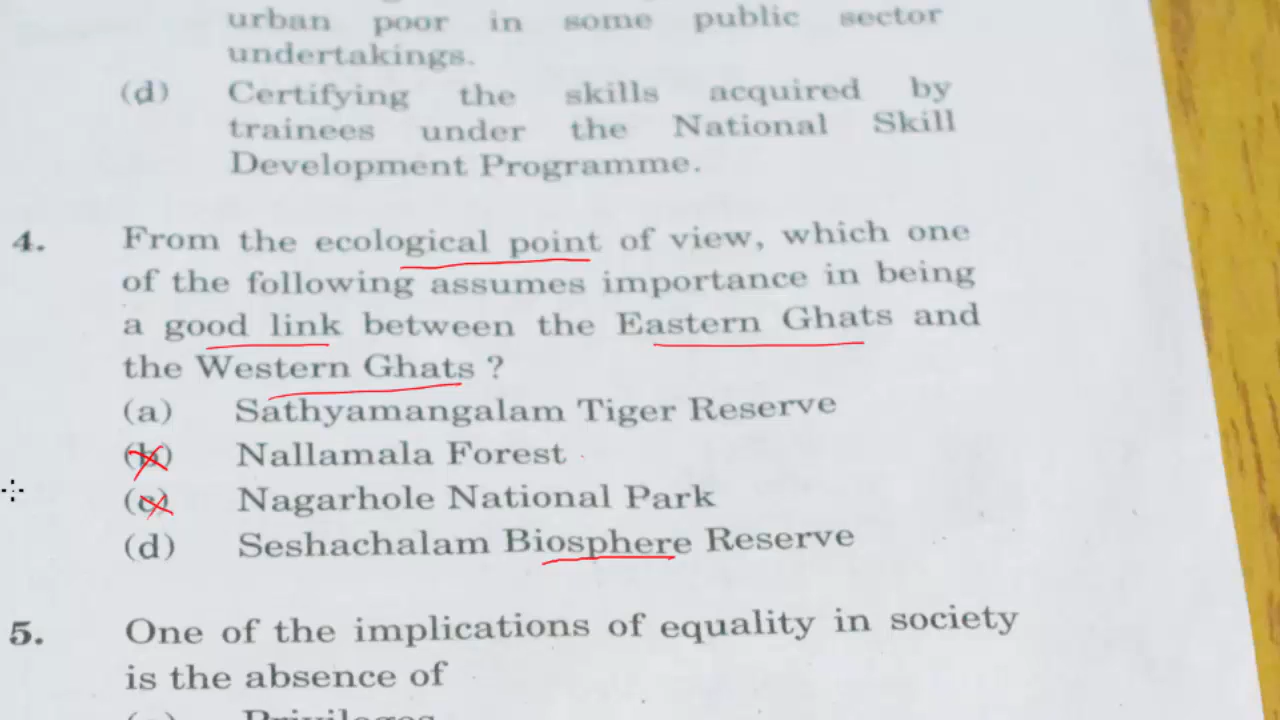 urban poor in some public sector
undertakings.
(d) Certifying the skills acquired by
trainees under the National Skill
Development Programme.
4. From the ecological point of view, which one
of the following assumes importance in being
a good link between the Eastern Ghats and
the Western Ghats ?
(a) Sathyamangalam Tiger Reserve
(b) Nallamala Forest
(c) Nagarhole National Park
(d) Seshachalam Biosphere Reserve
5. One of the implications of equality in society
is the absence of
(a) Privileges